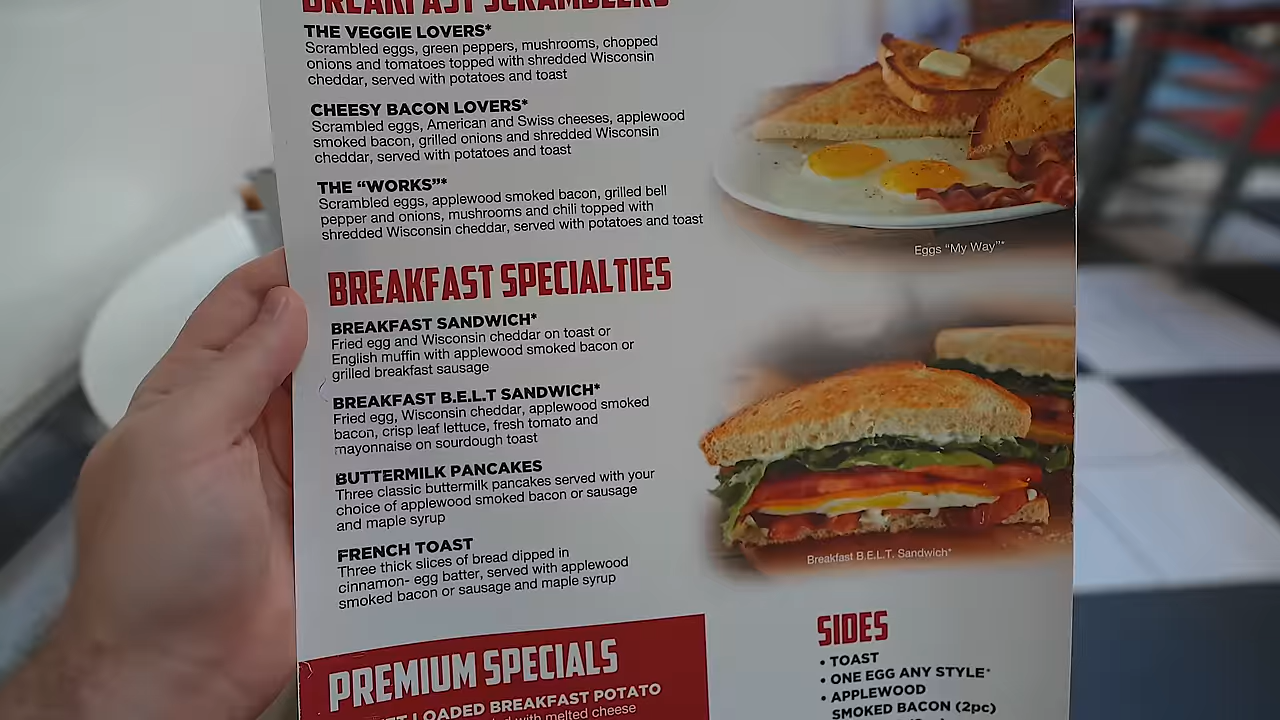 BREAKFAST SCRAMBLERS
THE VEGGIE LOVERS*
Scrambled eggs, green peppers, mushrooms, chopped
onions and tomatoes topped with shredded Wisconsin
cheddar, served with potatoes and toast
CHEESY BACON LOVERS*
Scrambled eggs, American and Swiss cheeses, applewood
smoked bacon, grilled onions and shredded Wisconsin
cheddar, served with potatoes and toast
THE “WORKS”*
Scrambled eggs, applewood smoked bacon, grilled bell
pepper and onions, mushrooms and chili topped with
shredded Wisconsin cheddar, served with potatoes and toast
Eggs “My Way”*
BREAKFAST SPECIALTIES
BREAKFAST SANDWICH*
Fried egg and Wisconsin cheddar on toast or
English muffin with applewood smoked bacon or
grilled breakfast sausage
BREAKFAST B.E.L.T SANDWICH*
Fried egg, Wisconsin cheddar, applewood smoked
bacon, crisp leaf lettuce, fresh tomato and
mayonnaise on sourdough toast
BUTTERMILK PANCAKES
Three classic buttermilk pancakes served with your
choice of applewood smoked bacon or sausage
and maple syrup
FRENCH TOAST
Three thick slices of bread dipped in
cinnamon- egg batter, served with applewood
smoked bacon or sausage and maple syrup
Breakfast B.E.L.T. Sandwich*
PREMIUM SPECIALS
LOADED BREAKFAST POTATO
with melted cheese
SIDES
• TOAST
• ONE EGG ANY STYLE*
• APPLEWOOD
SMOKED BACON (2pc)